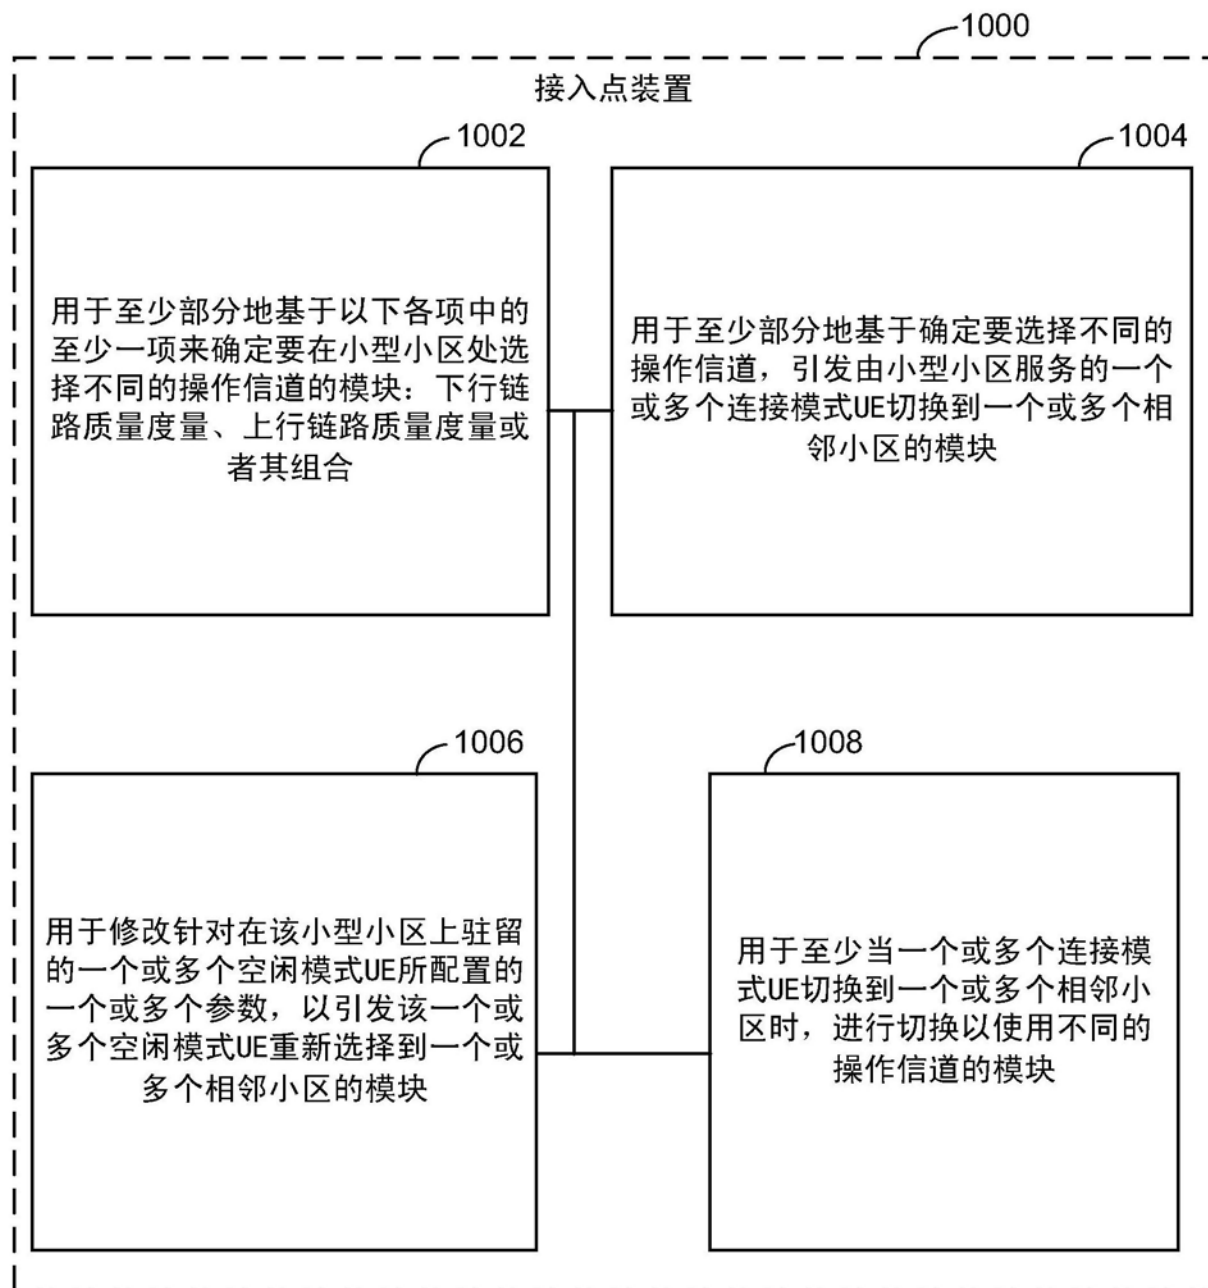 1000
接入点装置
1002
用于至少部分地基于以下各项中的
至少一项来确定要在小型小区处选
择不同的操作信道的模块：下行链
路质量度量、上行链路质量度量或
者其组合
1004
用于至少部分地基于确定要选择不同的
操作信道，引发由小型小区服务的一个
或多个连接模式UE切换到一个或多个相
邻小区的模块
1006
用于修改针对在该小型小区上驻留
的一个或多个空闲模式UE所配置的
一个或多个参数，以引发该一个或
多个空闲模式UE重新选择到一个或
多个相邻小区的模块
1008
用于至少当一个或多个连接模
式UE切换到一个或多个相邻小
区时，进行切换以使用不同的
操作信道的模块